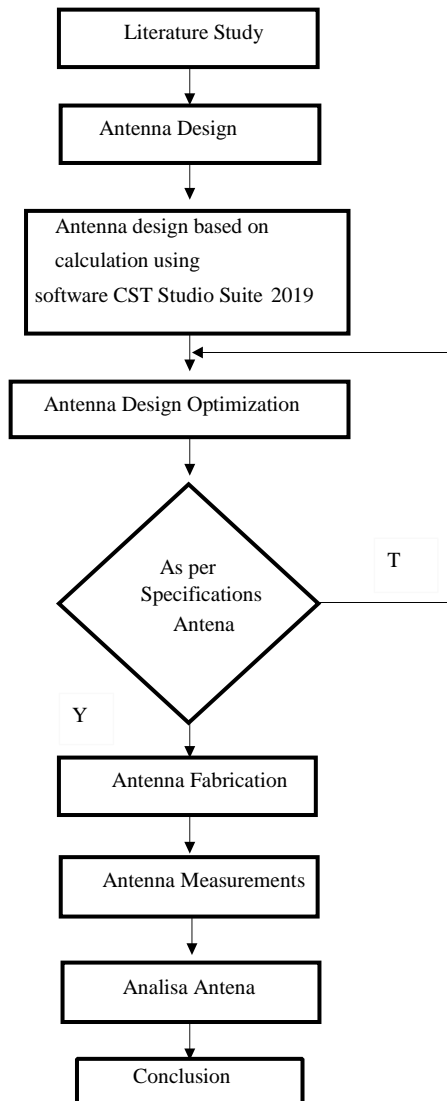 Literature Study
Antenna Design
Antenna design based on
calculation using
software CST Studio Suite 2019
Antenna Design Optimization
As per
Specifications
Antena
T
Y
Antenna Fabrication
Antenna Measurements
Analisa Antena
Conclusion